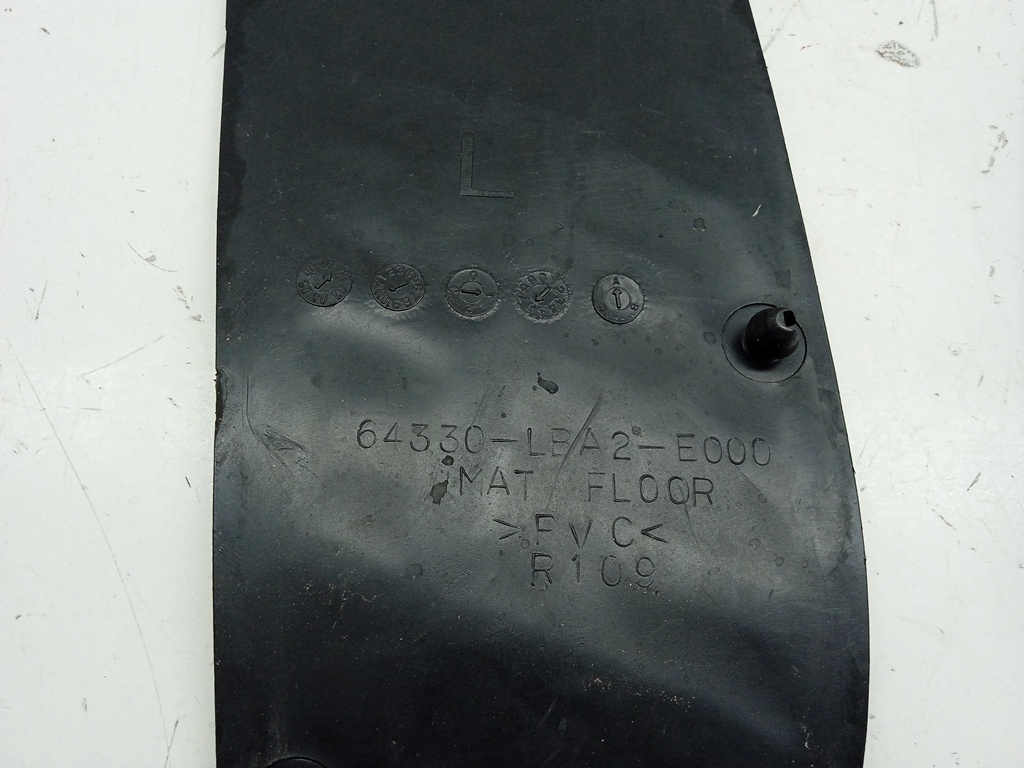 L
A
B
64330-LBA2-E000
MAT FLOOR
>PVC<
R109